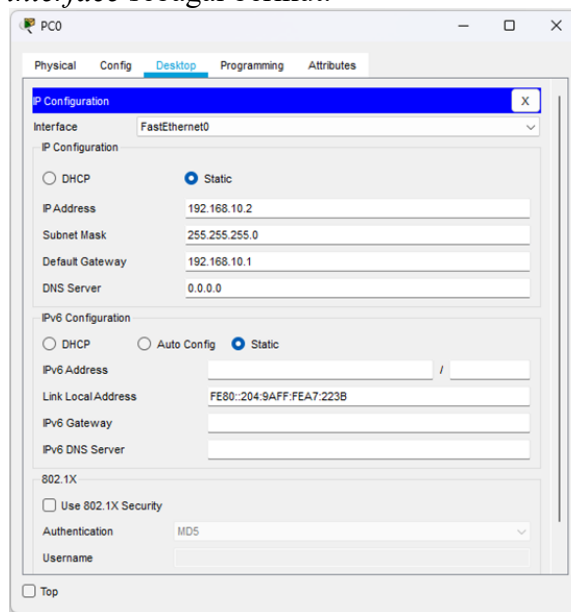 interface sebagai berikut:
PC0
Physical Config Desktop Programming Attributes
IP Configuration X
Interface FastEthernet0
IP Configuration
DHCP Static
IP Address 192.168.10.2
Subnet Mask 255.255.255.0
Default Gateway 192.168.10.1
DNS Server 0.0.0.0
IPv6 Configuration
DHCP Auto Config Static
IPv6 Address /
Link Local Address FE80::204:9AFF:FEA7:223B
IPv6 Gateway
IPv6 DNS Server
802.1X
Use 802.1X Security
Authentication MD5
Username
Top